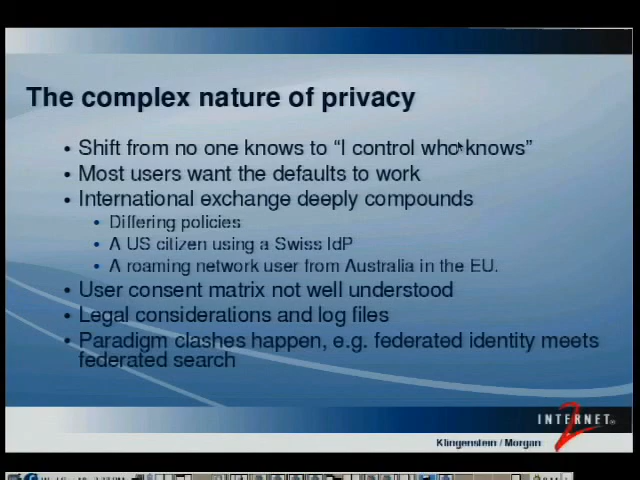 The complex nature of privacy
• Shift from no one knows to “I control who knows”
• Most users want the defaults to work
• International exchange deeply compounds
• Differing policies
• A US citizen using a Swiss IdP
• A roaming network user from Australia in the EU.
• User consent matrix not well understood
• Legal considerations and log files
• Paradigm clashes happen, e.g. federated identity meets
federated search
INTERNET
2
Klingenstein / Morgan